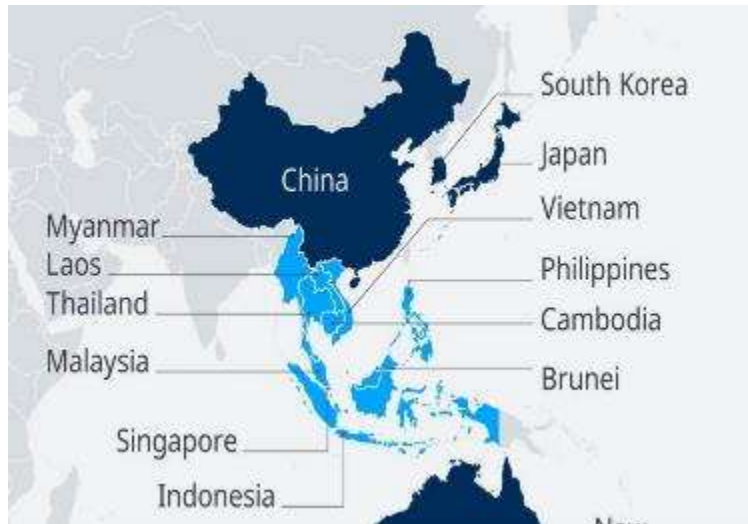 South Korea
China
Japan
Myanmar
Vietnam
Laos
Philippines
Thailand
Cambodia
Malaysia
Brunei
Singapore
Indonesia